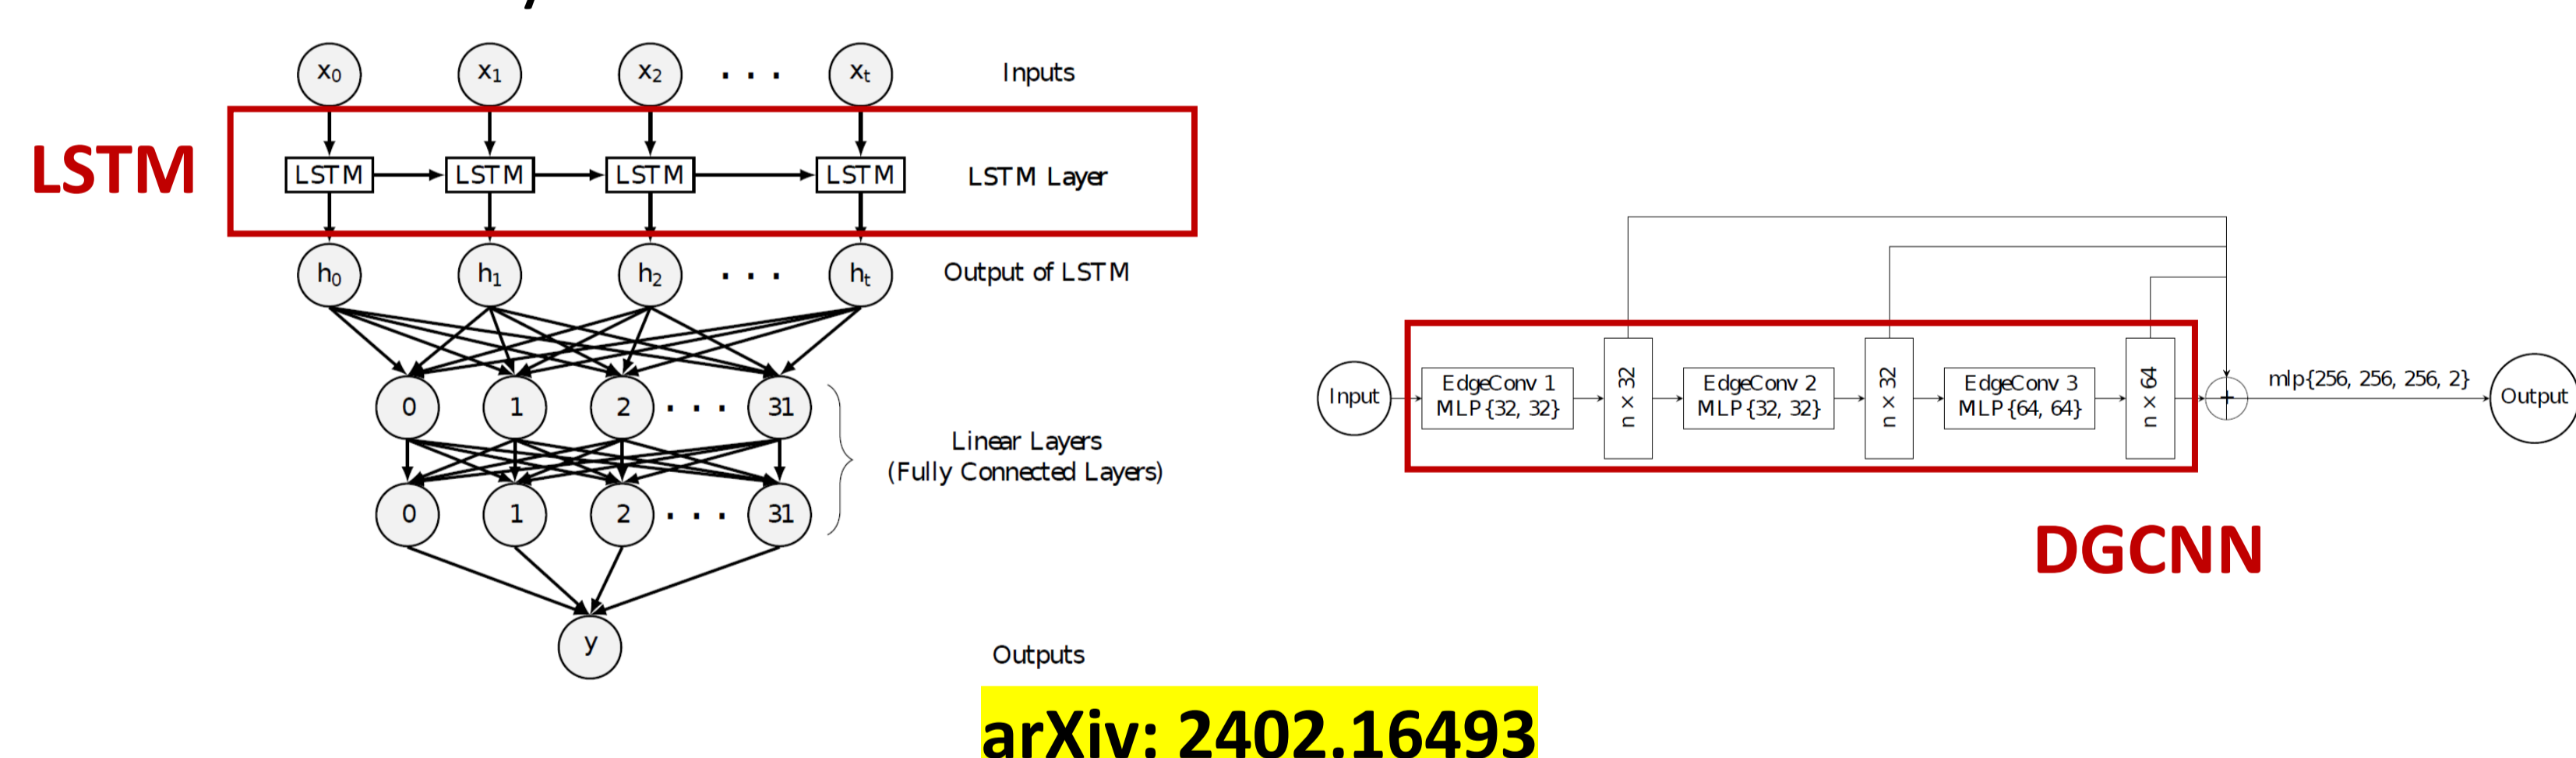 x0 x1 x2 . . . xt Inputs
LSTM
LSTM LSTM LSTM LSTM LSTM Layer
h0 h1 h2 . . . ht Output of LSTM
0 1 2 . . . 31
Linear Layers
(Fully Connected Layers)
0 1 2 . . . 31
y
Outputs
Input
EdgeConv 1
MLP{32, 32}
n × 32
EdgeConv 2
MLP{32, 32}
n × 32
EdgeConv 3
MLP{64, 64}
n × 64
+
mlp{256, 256, 256, 2}
Output
DGCNN
arXiv: 2402.16493